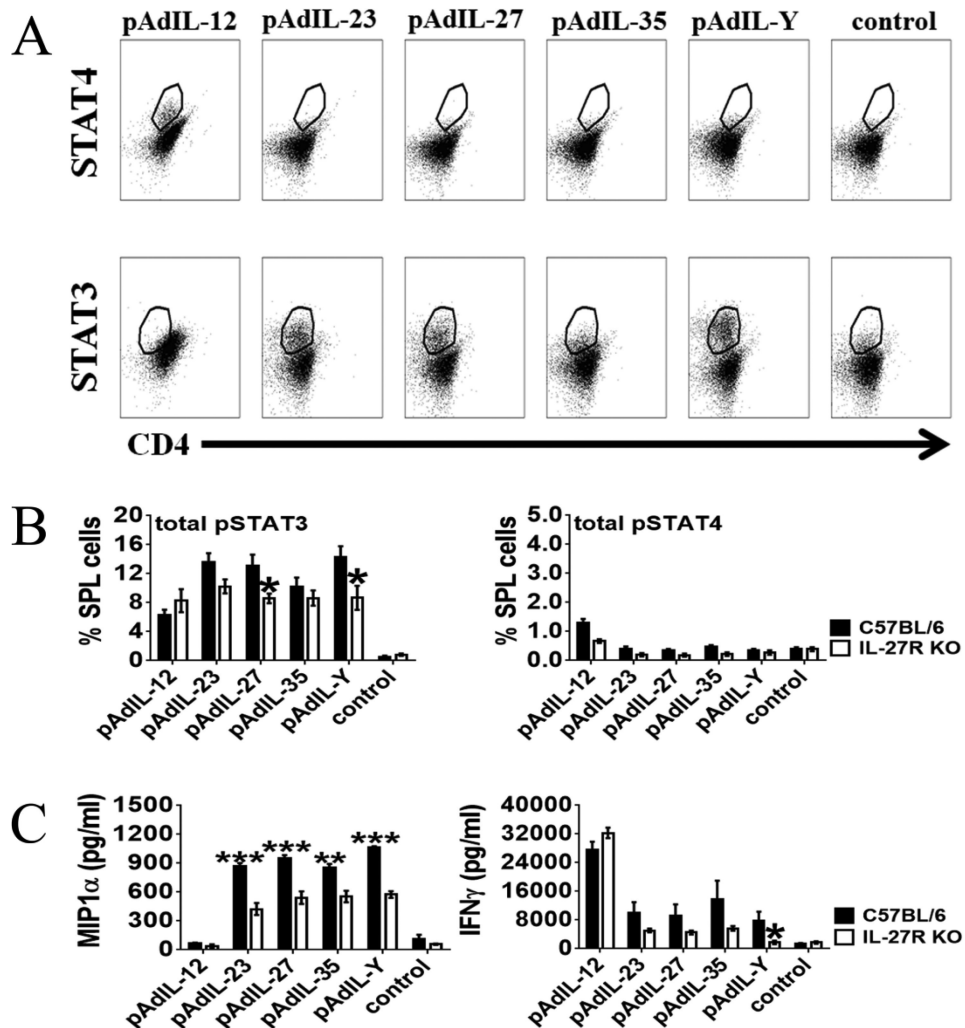 A
pAdIL-12 pAdIL-23 pAdIL-27 pAdIL-35 pAdIL-Y control
STAT4
STAT3
CD4
B
total pSTAT3
% SPL cells
20
16
12
8
4
0
*
*
pAdIL-12 pAdIL-23 pAdIL-27 pAdIL-35 pAdIL-Y control
total pSTAT4
% SPL cells
5.0
4.0
3.0
2.0
1.0
0.0
pAdIL-12 pAdIL-23 pAdIL-27 pAdIL-35 pAdIL-Y control
C57BL/6
IL-27R KO
C
MIP1α (pg/ml)
1500
1200
900
600
300
0
*** *** ** ***
pAdIL-12 pAdIL-23 pAdIL-27 pAdIL-35 pAdIL-Y control
IFNγ (pg/ml)
40000
32000
24000
16000
8000
0
*
pAdIL-12 pAdIL-23 pAdIL-27 pAdIL-35 pAdIL-Y control
C57BL/6
IL-27R KO